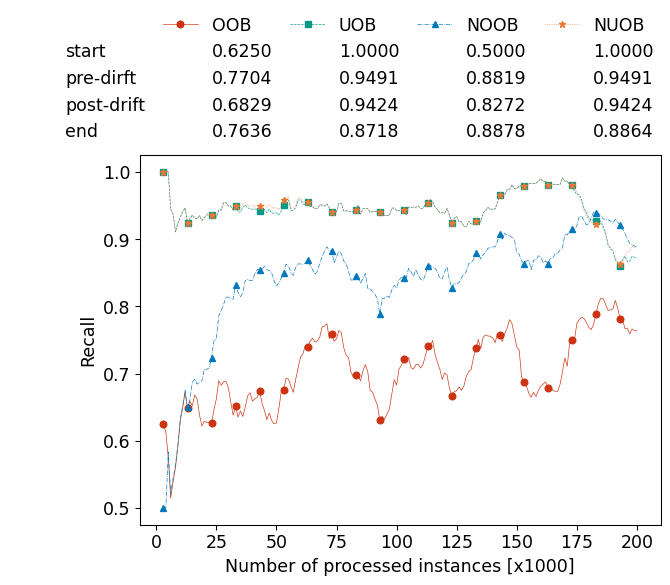 OOB UOB NOOB NUOB
start 0.6250 1.0000 0.5000 1.0000
pre-dirft 0.7704 0.9491 0.8819 0.9491
post-drift 0.6829 0.9424 0.8272 0.9424
end 0.7636 0.8718 0.8878 0.8864
1.0
0.9
0.8
0.7
0.6
0.5
Recall
0 25 50 75 100 125 150 175 200
Number of processed instances [x1000]